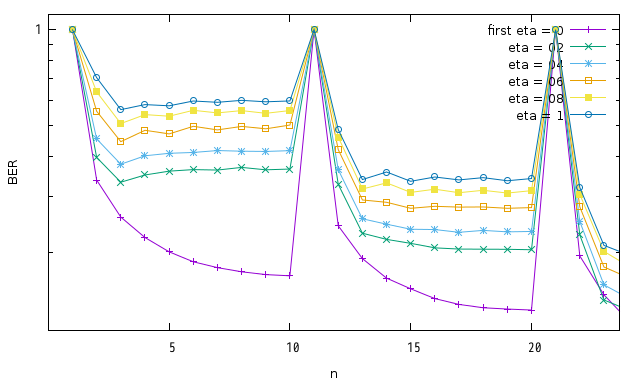 1
first eta = 0
eta = 02
eta = 04
eta = 06
eta = 08
eta = 1
BER
5 10 15 20
n